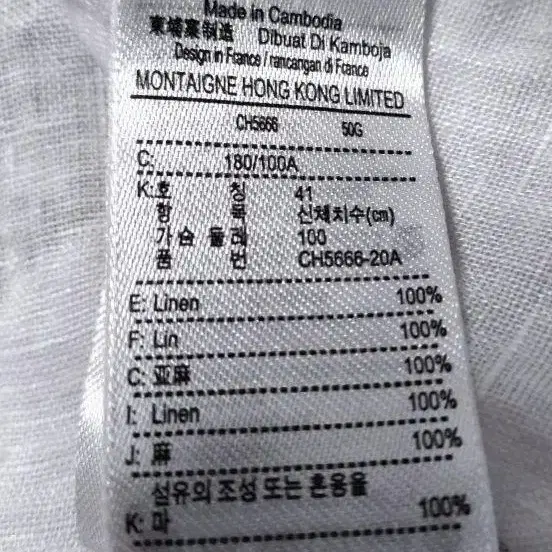 Made in Cambodia
柬埔寨制造 Dibuat Di Kamboja
Design in France / rancangan di France
MONTAIGNE HONG KONG LIMITED
CH5666 50G
C: 180/100A
K:호 칭 41
항 목 신체치수(cm)
가슴 둘레 100
품 번 CH5666-20A
E: Linen 100%
F: Lin 100%
C: 亚麻 100%
I: Linen 100%
J: 麻 100%
섬유의 조성 또는 혼용율
K: 마 100%